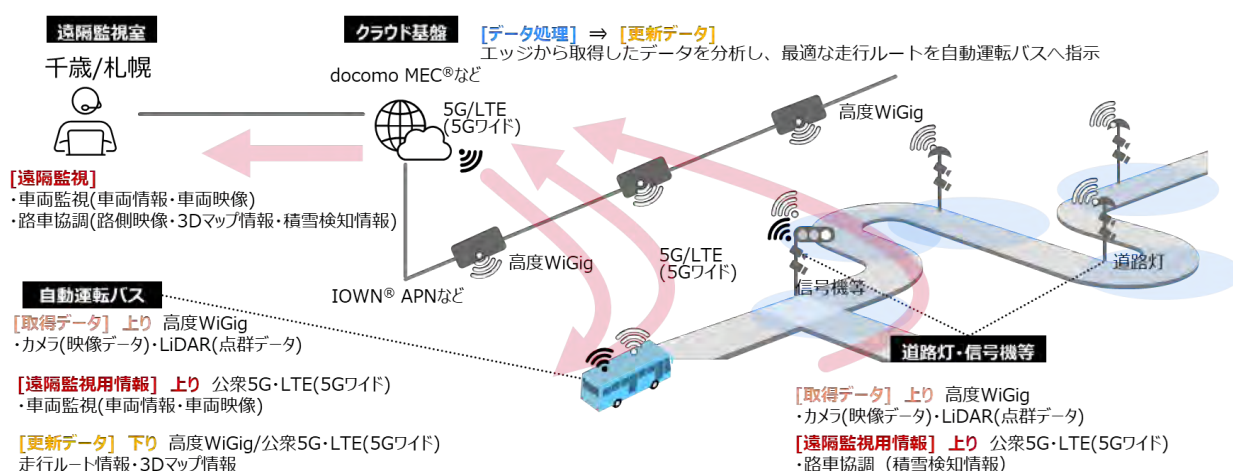 遠隔監視室
千歳/札幌
[遠隔監視]
・車両監視(車両情報・車両映像)
・路車協調(路側映像・3Dマップ情報・積雪検知情報)
クラウド基盤
docomo MEC®など
5G/LTE
(5Gワイド)
[データ処理] ⇒ [更新データ]
エッジから取得したデータを分析し、最適な走行ルートを自動運転バスへ指示
高度WiGig
高度WiGig
5G/LTE
(5Gワイド)
IOWN® APNなど
信号機等
道路灯
自動運転バス
[取得データ] 上り 高度WiGig
・カメラ(映像データ)・LiDAR(点群データ)
[遠隔監視用情報] 上り 公衆5G・LTE(5Gワイド)
・車両監視(車両情報・車両映像)
[更新データ] 下り 高度WiGig/公衆5G・LTE(5Gワイド)
走行ルート情報・3Dマップ情報
道路灯・信号機等
[取得データ] 上り 高度WiGig
・カメラ(映像データ)・LiDAR(点群データ)
[遠隔監視用情報] 上り 公衆5G・LTE(5Gワイド)
・路車協調（積雪検知情報）